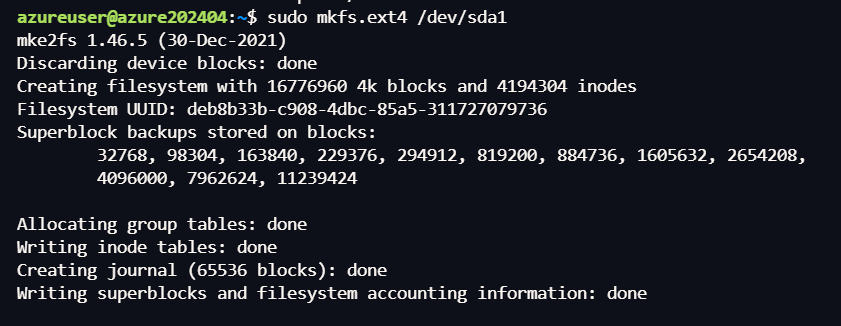 azureuser@azure202404:~$ sudo mkfs.ext4 /dev/sda1
mke2fs 1.46.5 (30-Dec-2021)
Discarding device blocks: done
Creating filesystem with 16776960 4k blocks and 4194304 inodes
Filesystem UUID: deb8b33b-c908-4dbc-85a5-311727079736
Superblock backups stored on blocks:
32768, 98304, 163840, 229376, 294912, 819200, 884736, 1605632, 2654208,
4096000, 7962624, 11239424
Allocating group tables: done
Writing inode tables: done
Creating journal (65536 blocks): done
Writing superblocks and filesystem accounting information: done